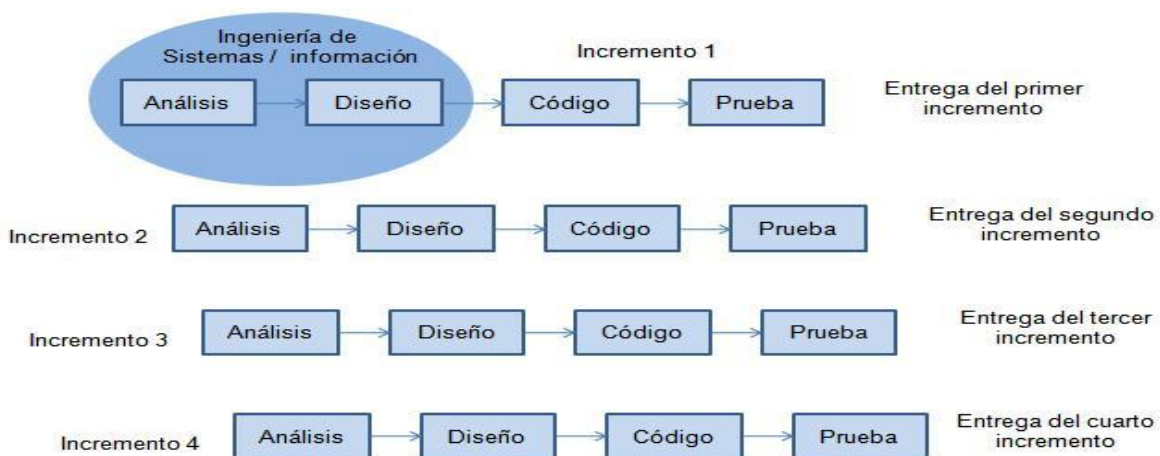 Ingeniería de
Sistemas / información
Incremento 1
Análisis
Diseño
Código
Prueba
Entrega del primer
incremento
Incremento 2
Análisis
Diseño
Código
Prueba
Entrega del segundo
incremento
Incremento 3
Análisis
Diseño
Código
Prueba
Entrega del tercer
incremento
Incremento 4
Análisis
Diseño
Código
Prueba
Entrega del cuarto
incremento